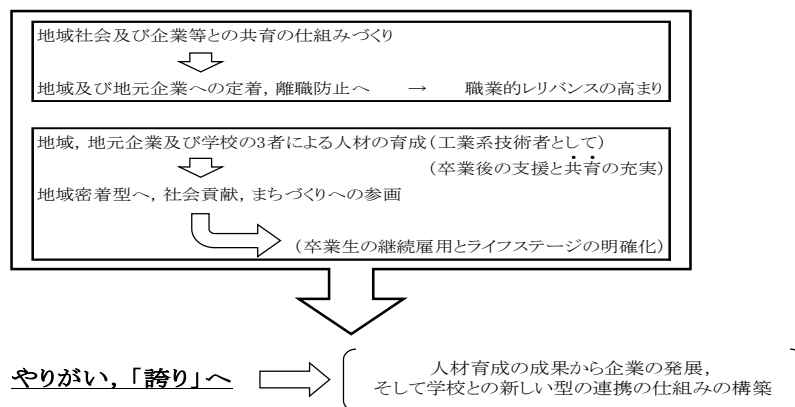 地域社会及び企業等との共育の仕組みづくり
地域及び地元企業への定着,離職防止へ → 職業的レリバンスの高まり
地域,地元企業及び学校の3者による人材の育成(工業系技術者として)
(卒業後の支援と共育の充実)
地域密着型へ,社会貢献,まちづくりへの参画
(卒業生の継続雇用とライフステージの明確化)
やりがい,「誇り」へ
人材育成の成果から企業の発展,
そして学校との新しい型の連携の仕組みの構築